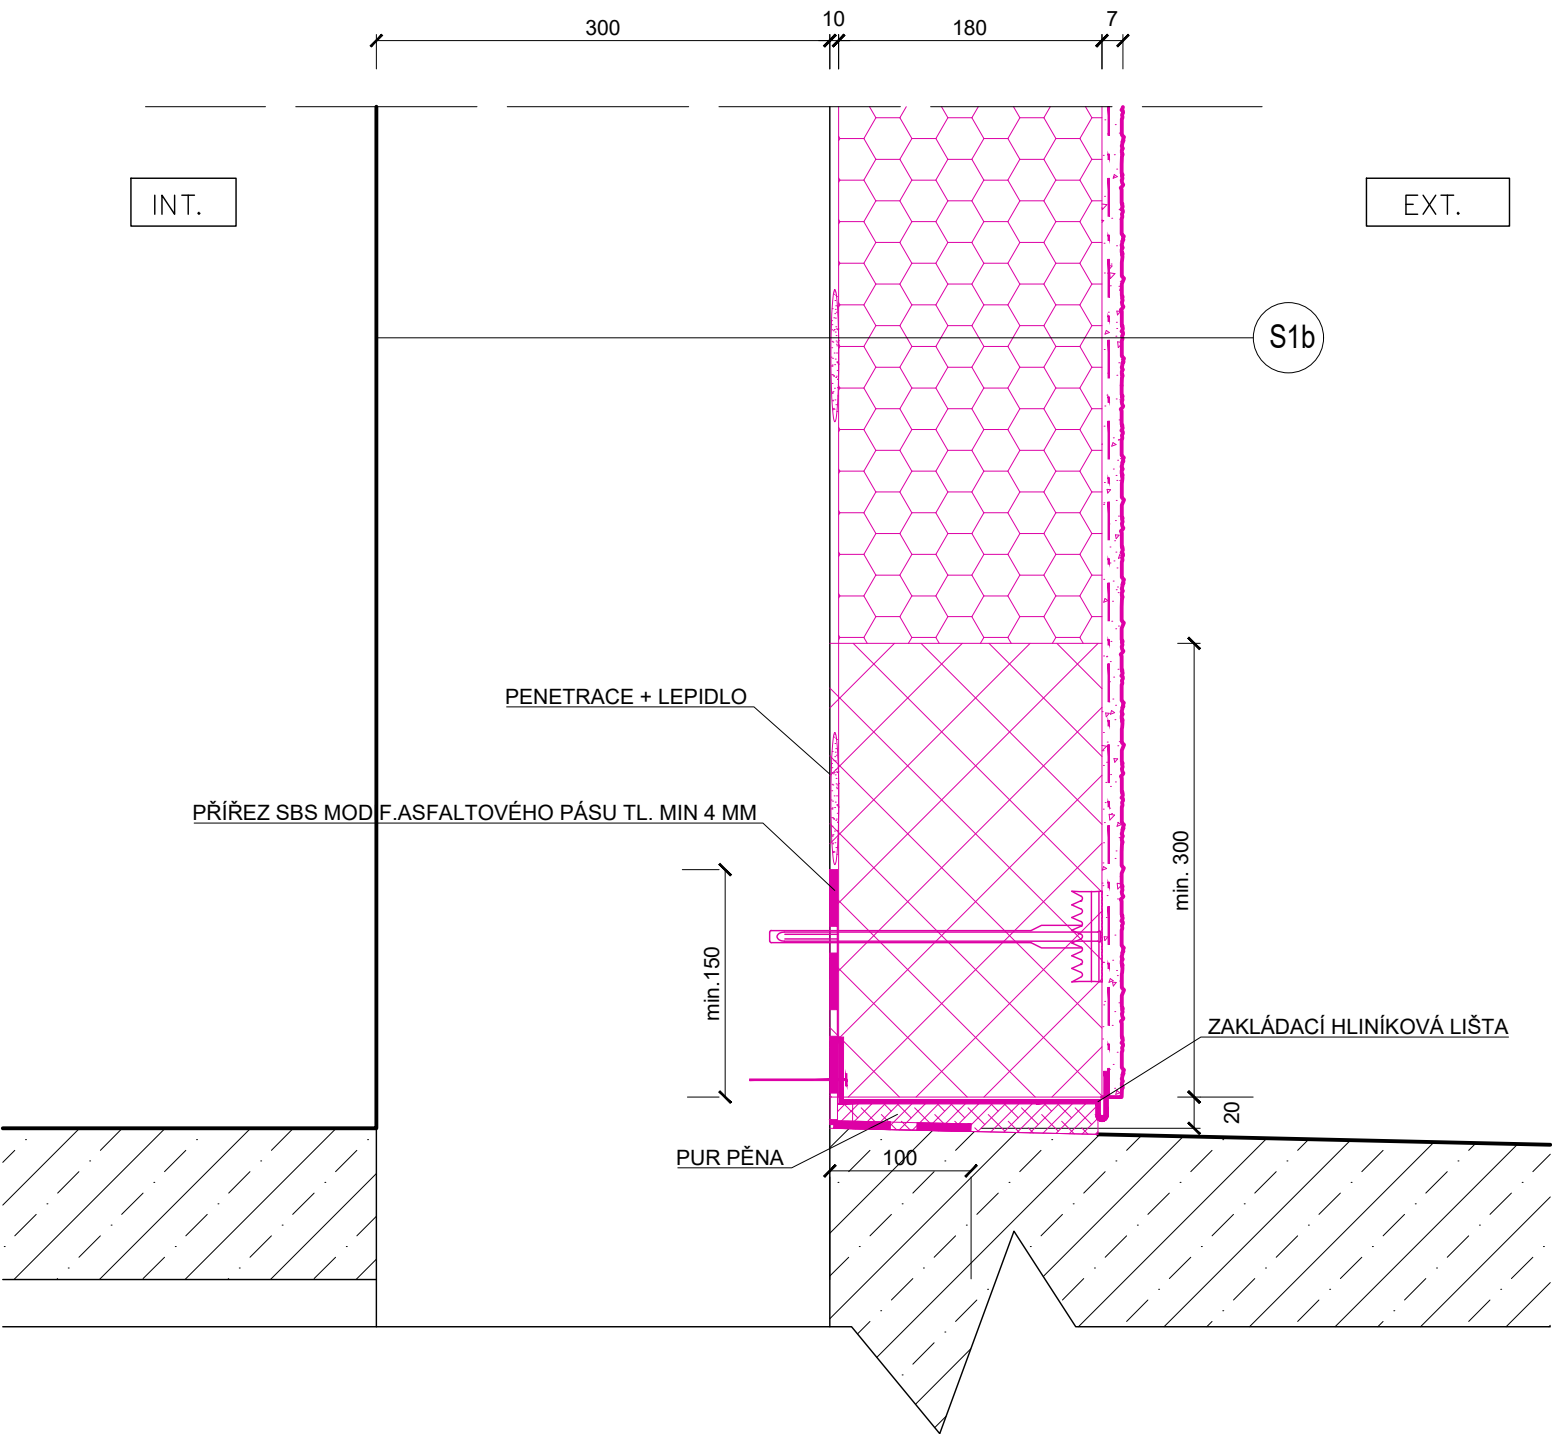 300
10
180
7
INT.
EXT.
S1b
PENETRACE + LEPIDLO
PŘÍŘEZ SBS MODIF.ASFALTOVÉHO PÁSU TL. MIN 4 MM
min. 300
min.150
ZAKLÁDACÍ HLINÍKOVÁ LIŠTA
20
PUR PĚNA
100